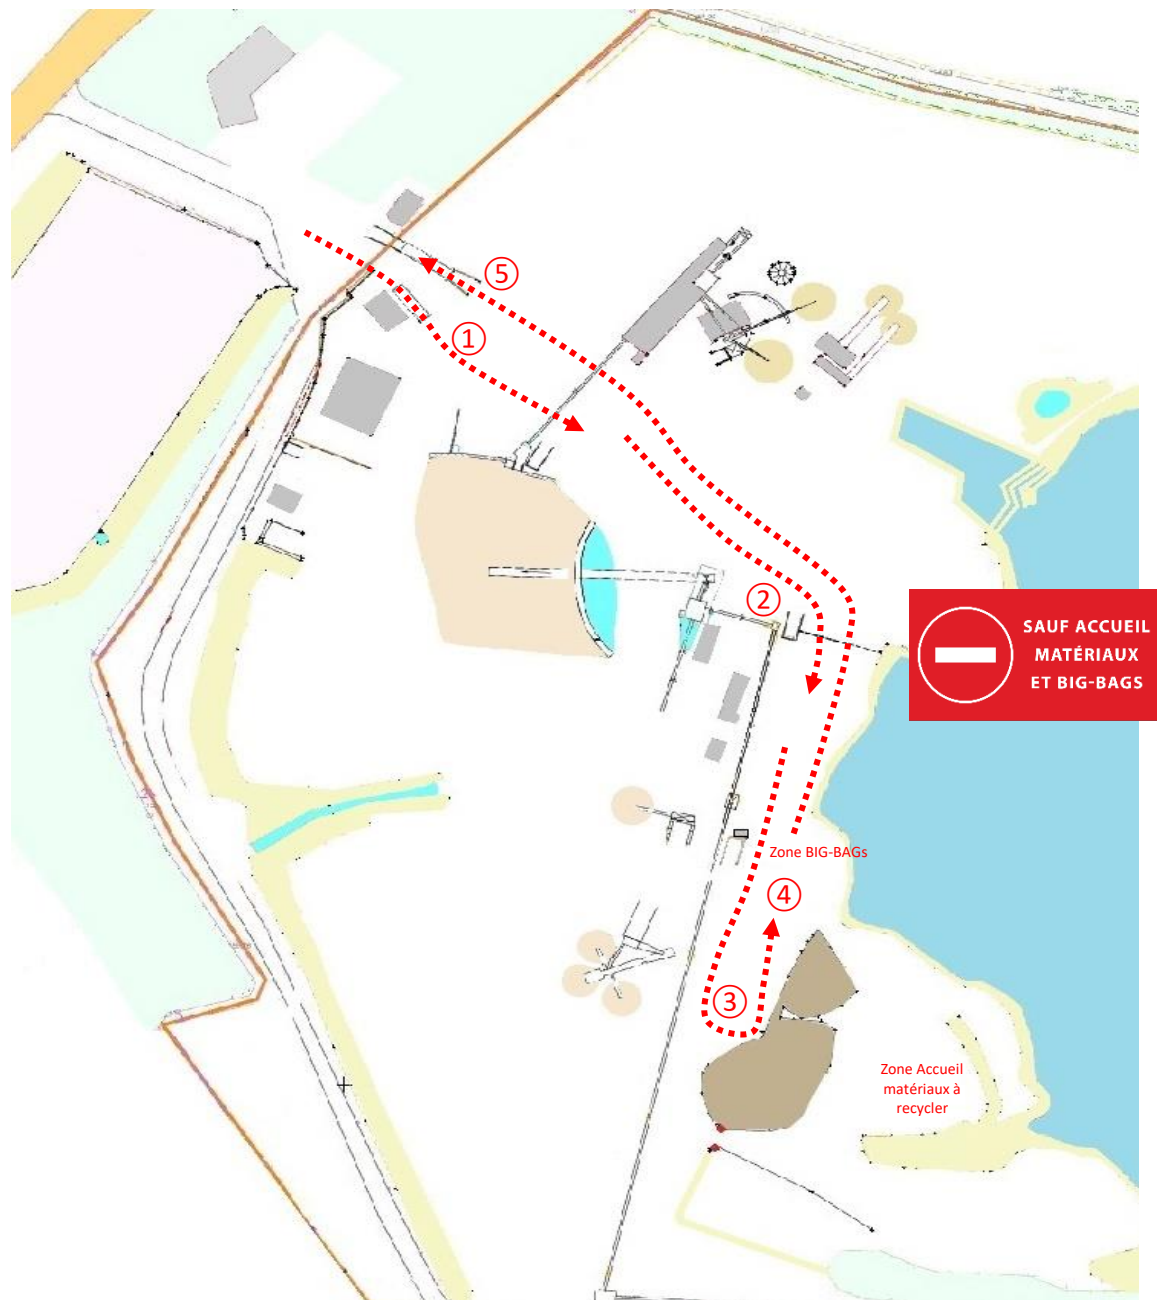 ⑤
①
②
SAUF ACCUEIL
MATÉRIAUX
ET BIG-BAGS
Zone BIG-BAGs
④
③
Zone Accueil
matériaux à
recycler